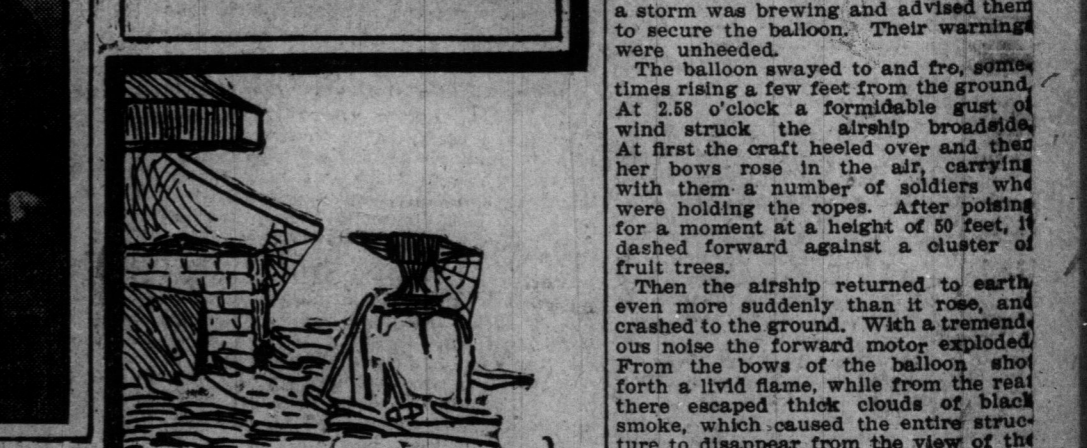 a storm was brewing and advised them
to secure the balloon. Their warnings
were unheeded.
The balloon swayed to and fro, some-
times rising a few feet from the ground.
At 2.58 o'clock a formidable gust of
wind struck the airship broadside.
At first the craft heeled over and then
her bows rose in the air, carrying
with them a number of soldiers who
were holding the ropes. After poising
for a moment at a height of 50 feet, it
dashed forward against a cluster of
fruit trees.
Then the airship returned to earth
even more suddenly than it rose, and
crashed to the ground. With a tremend-
ous noise the forward motor exploded.
From the bows of the balloon shot
forth a livid flame, while from the rear
there escaped thick clouds of black
smoke, which caused the entire struc-
ture to disappear from the view of